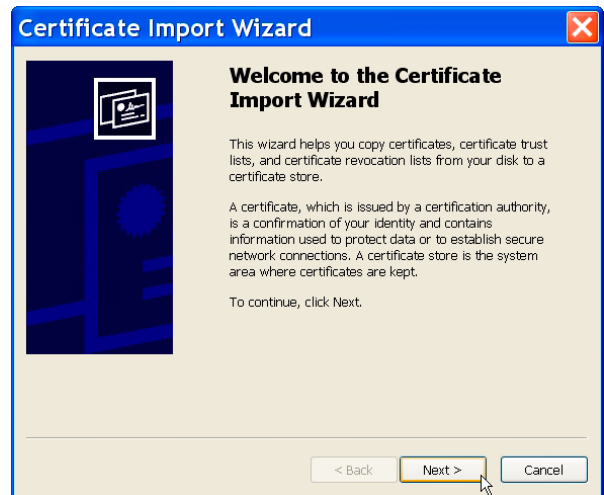 Certificate Import Wizard
Welcome to the Certificate
Import Wizard
This wizard helps you copy certificates, certificate trust
lists, and certificate revocation lists from your disk to a
certificate store.
A certificate, which is issued by a certification authority,
is a confirmation of your identity and contains
information used to protect data or to establish secure
network connections. A certificate store is the system
area where certificates are kept.
To continue, click Next.
< Back Next > Cancel